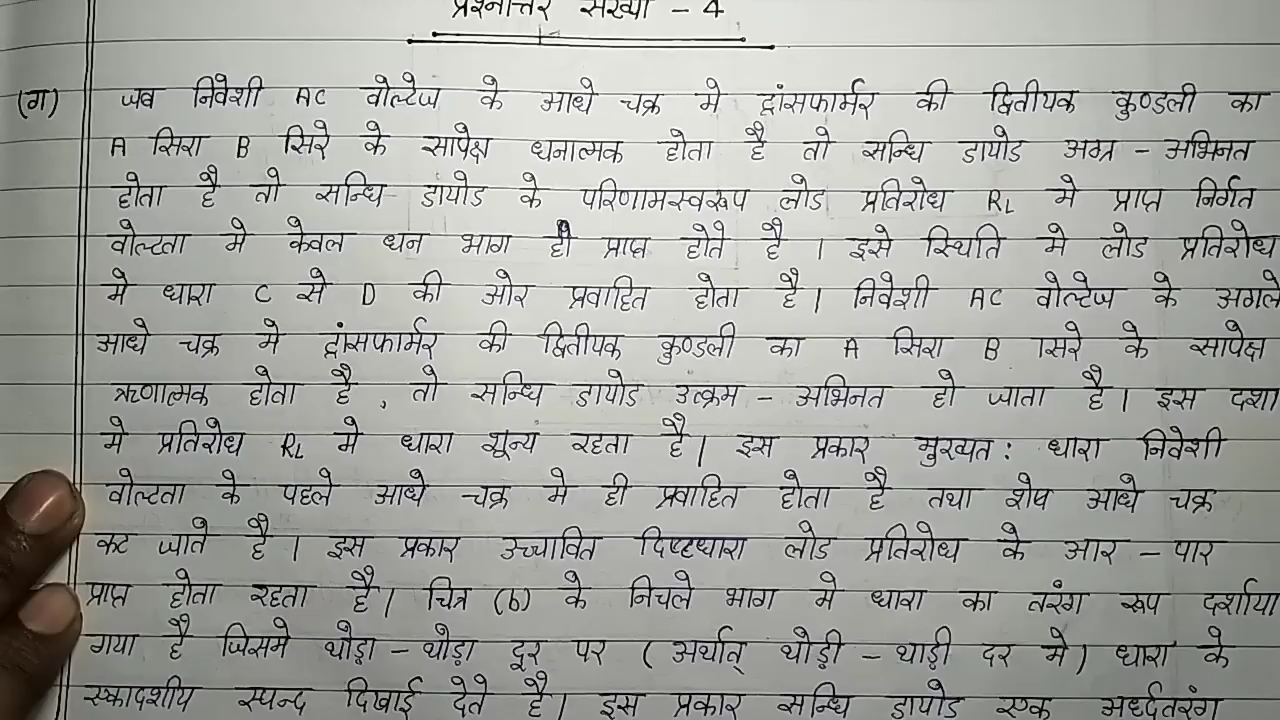 प्रश्नोत्तर संख्या - 4
(ग) जब निवेशी AC वोल्टेज के आधे चक्र मे ट्रांसफार्मर की द्वितीयक कुण्डली का
A सिरा B सिरे के सापेक्ष धनात्मक होता है तो सन्धि डायोड अग्र - अभिनत
होता है तो सन्धि डायोड के परिणामस्वरूप लोड प्रतिरोध RL मे प्राप्त निर्गत
वोल्टता मे केवल धन भाग ही प्राप्त होते है । इसे स्थिति मे लोड प्रतिरोध
मे धारा C से D की ओर प्रवाहित होता है। निवेशी AC वोल्टेज के अगले
आधे चक्र मे ट्रांसफार्मर की द्वितीयक कुण्डली का A सिरा B सिरे के सापेक्ष
ऋणात्मक होता है , तो सन्धि डायोड उत्क्रम - अभिनत हो जाता है। इस दशा
मे प्रतिरोध RL मे धारा शून्य रहता है। इस प्रकार मुख्यत: धारा निवेशी
वोल्टता के पहले आधे चक्र मे ही प्रवाहित होता है तथा शेष आधे चक्र
कट जाते है । इस प्रकार उच्चावित दिष्टधारा लोड प्रतिरोध के आर - पार
प्राप्त होता रहता है। चित्र (b) के निचले भाग मे धारा का तरंग रूप दर्शाया
गया है जिसमे थोड़ा - थोड़ा दूर पर ( अर्थात् थोड़ी - थाड़ी दर मे) धारा के
एकादशीय स्पन्द दिखाई देते है। इस प्रकार सन्धि डायोड एक अर्ध्दतरंग